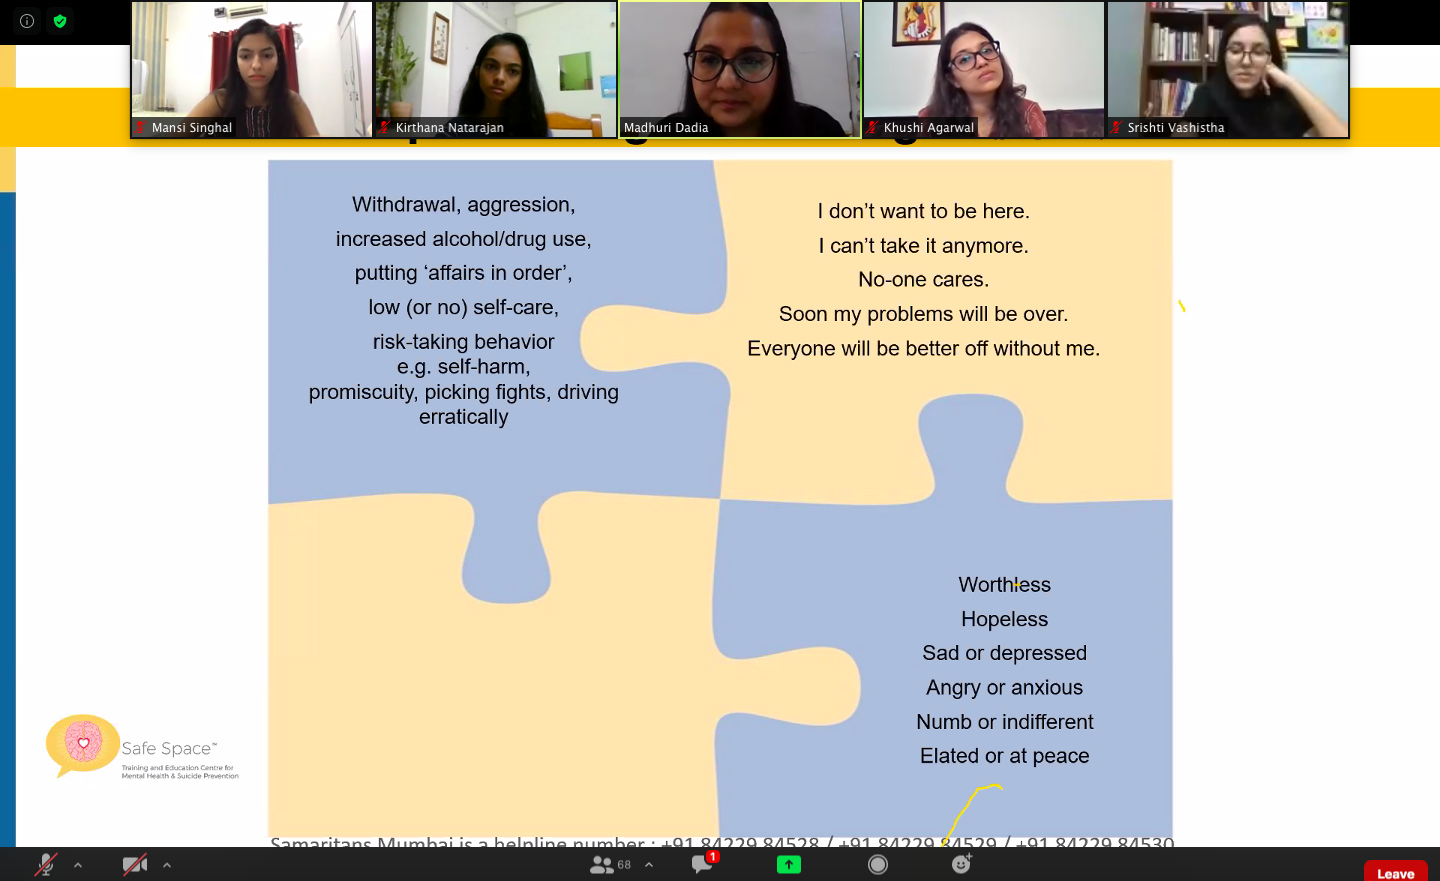 Mansi Singhal
Kirthana Natarajan
Madhuri Dadia
Khushi Agarwal
Srishti Vashistha
Withdrawal, aggression,
increased alcohol/drug use,
putting ‘affairs in order’,
low (or no) self-care,
risk-taking behavior
e.g. self-harm,
promiscuity, picking fights, driving
erratically
I don’t want to be here.
I can’t take it anymore.
No-one cares.
Soon my problems will be over.
Everyone will be better off without me.
Worthless
Hopeless
Sad or depressed
Angry or anxious
Numb or indifferent
Elated or at peace
Safe Space™
Training and Education Centre for
Mental Health & Suicide Prevention
Samaritans Mumbai is a helpline number : +91 84229 84528 / +91 84229 84529 / +91 84229 84530
68
1
Leave